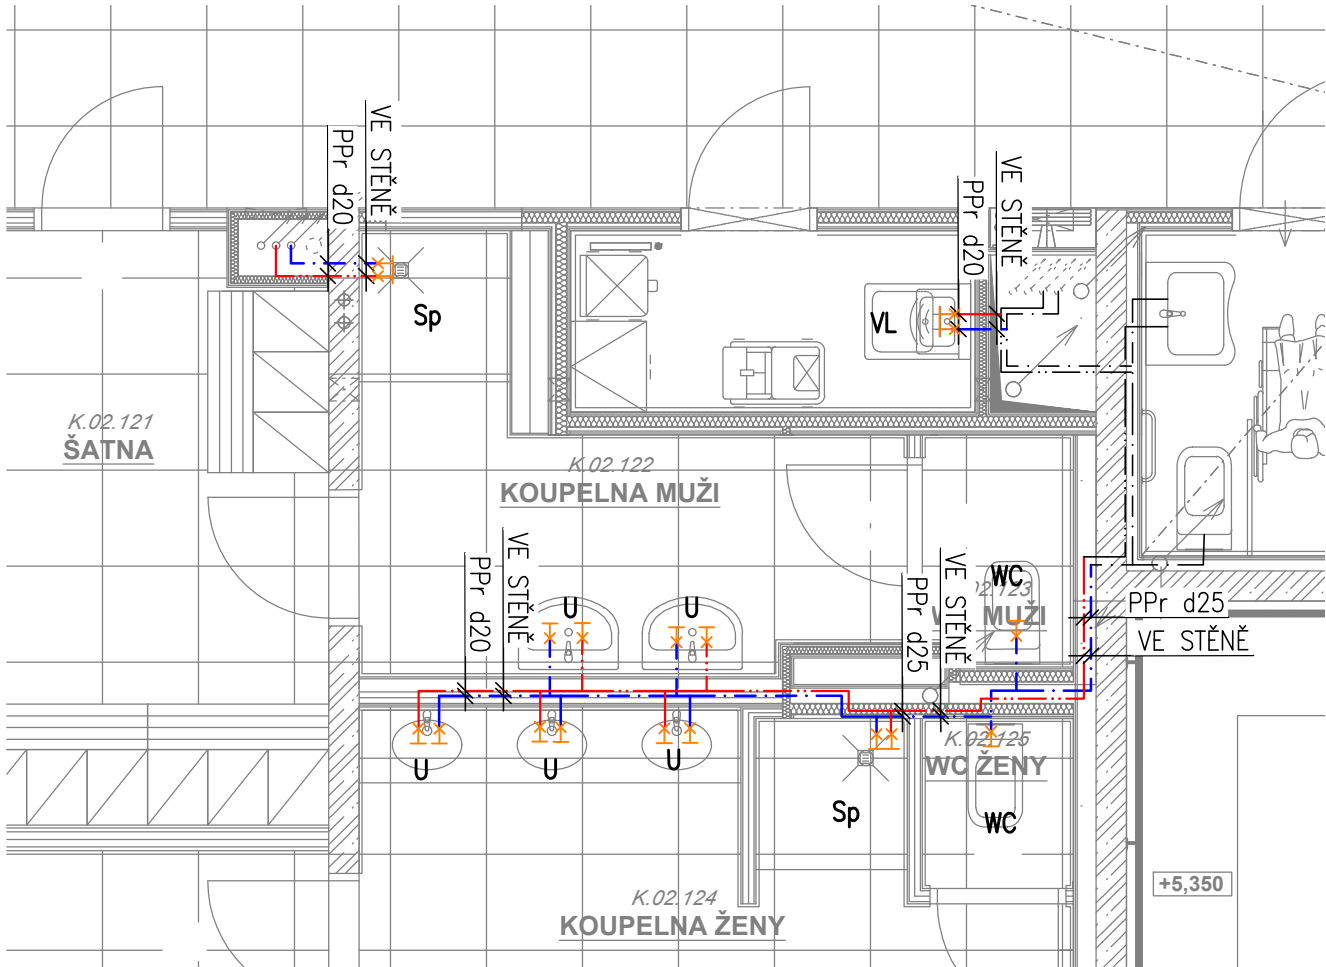 VE STĚNĚ
PPr d20
VE STĚNĚ
PPr d20
Sp
VL
K.02.121
ŠATNA
K.02.122
KOUPELNA MUŽI
VE STĚNĚ
PPr d20
U
U
VE STĚNĚ
PPr d25
WC
MUŽI
PPr d25
VE STĚNĚ
U
U
U
K.02.125
WC ŽENY
Sp
WC
K.02.124
KOUPELNA ŽENY
+5,350